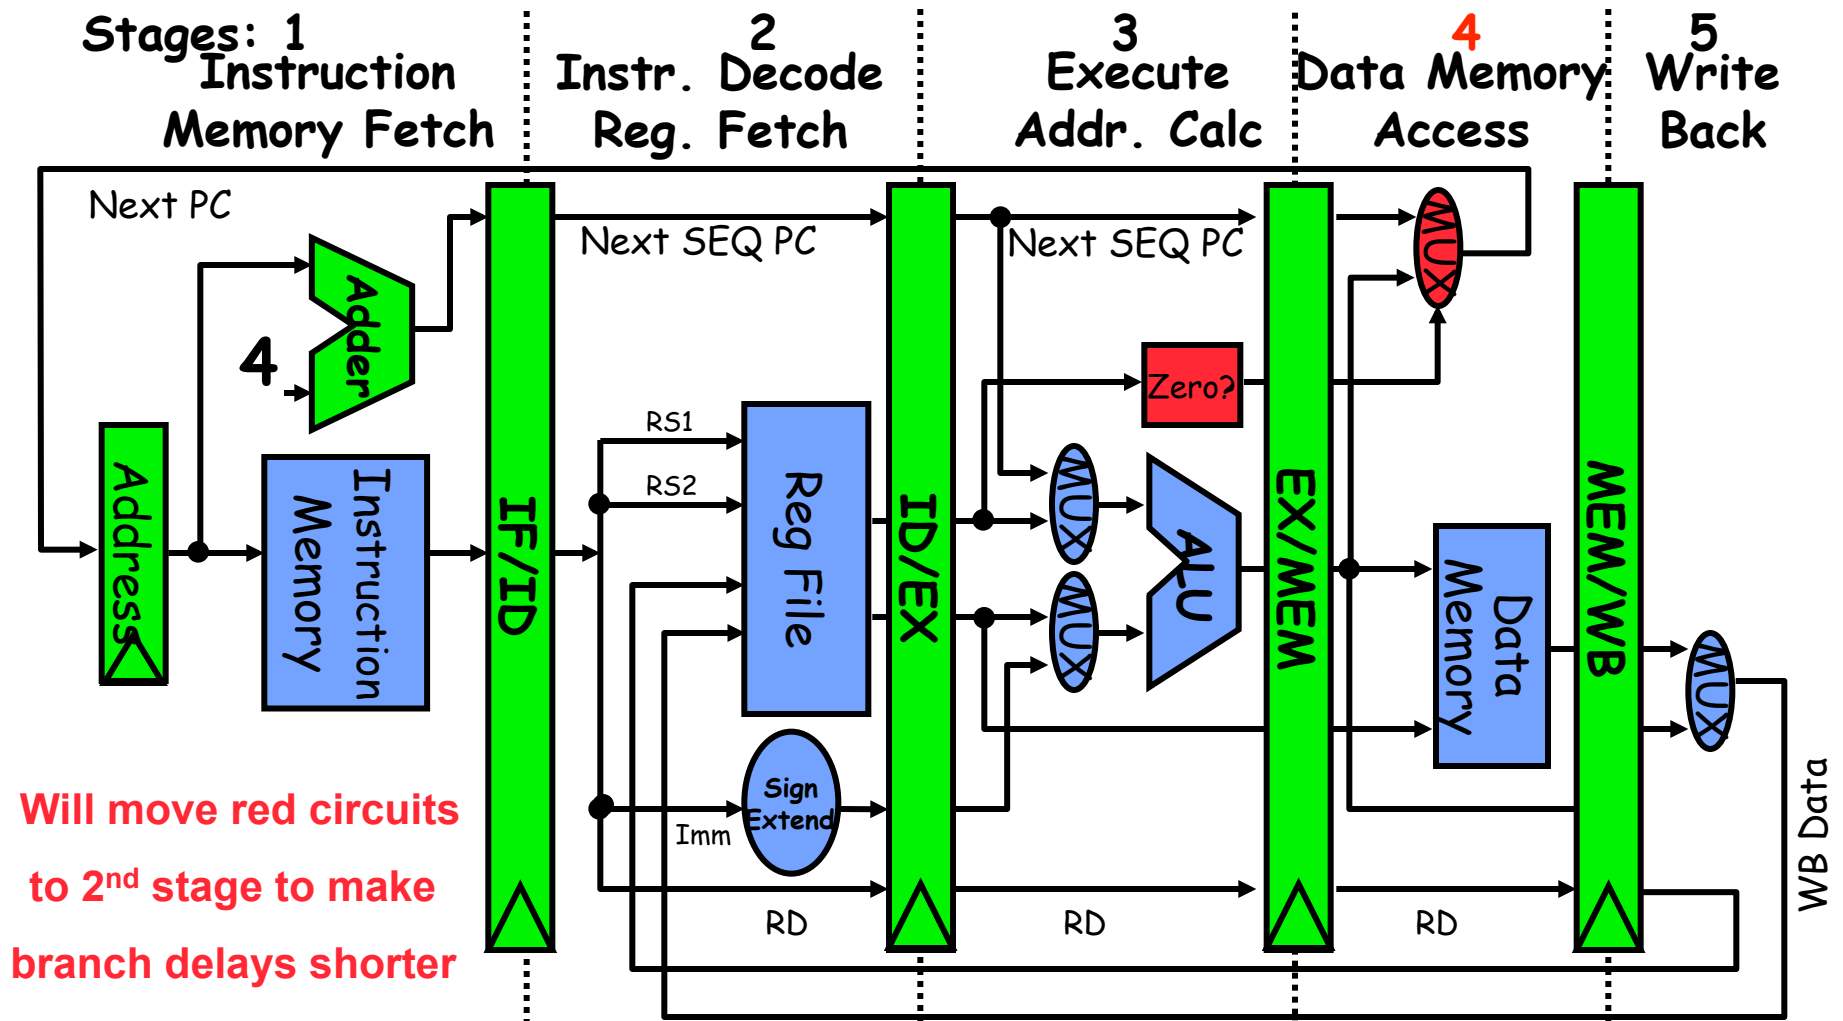 Stages: 1 2 3 4 5
Instruction Memory Fetch
Instr. Decode Reg. Fetch
Execute Addr. Calc
Data Memory Access
Write Back
Next PC
Next SEQ PC
Next SEQ PC
MUX
Adder
4
Zero?
RS1
RS2
Address
Instruction Memory
IF/ID
Reg File
ID/EX
MUX
MUX
ALU
EX/MEM
Data Memory
MEM/WB
MUX
Sign Extend
Imm
WB Data
RD
RD
RD
Will move red circuits
to 2nd stage to make
branch delays shorter